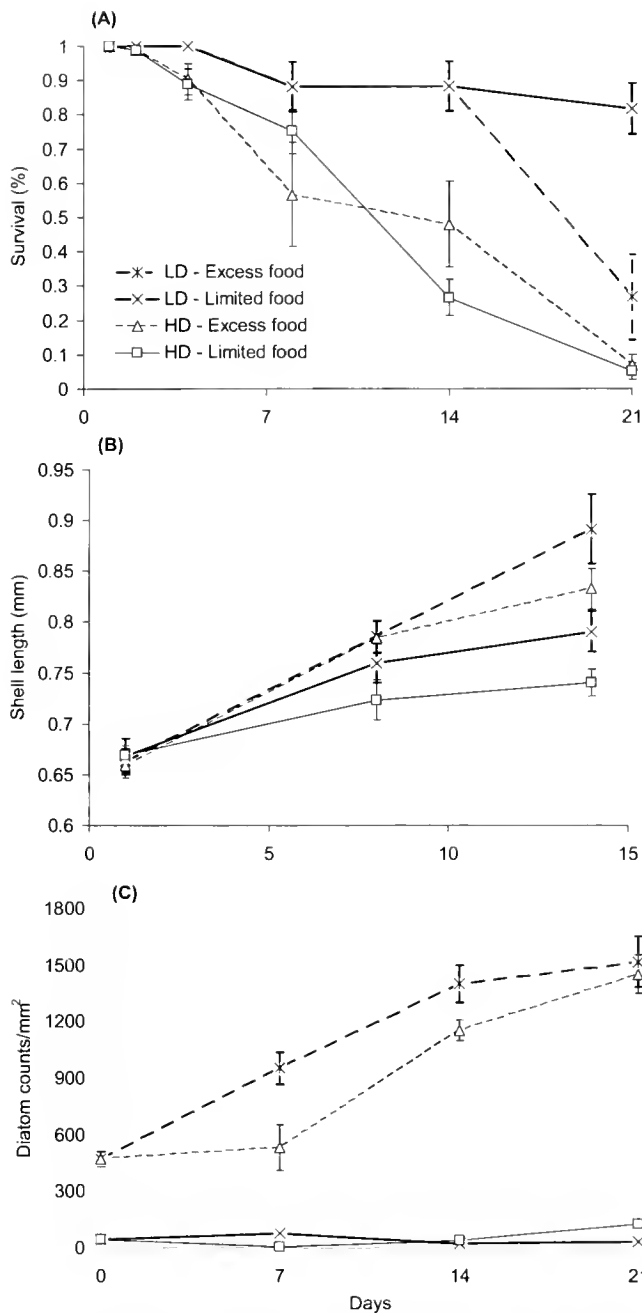 (A)
1
0.9
0.8
0.7
0.6
0.5
0.4
0.3
0.2
0.1
0
Survival (%)
LD - Excess food
LD - Limited food
HD - Excess food
HD - Limited food
0 7 14 21
(B)
0.95
0.9
0.85
0.8
0.75
0.7
0.65
0.6
Shell length (mm)
0 5 10 15
(C)
1800
1500
1200
900
600
300
0
Diatom counts/mm²
0 7 14 21
Days